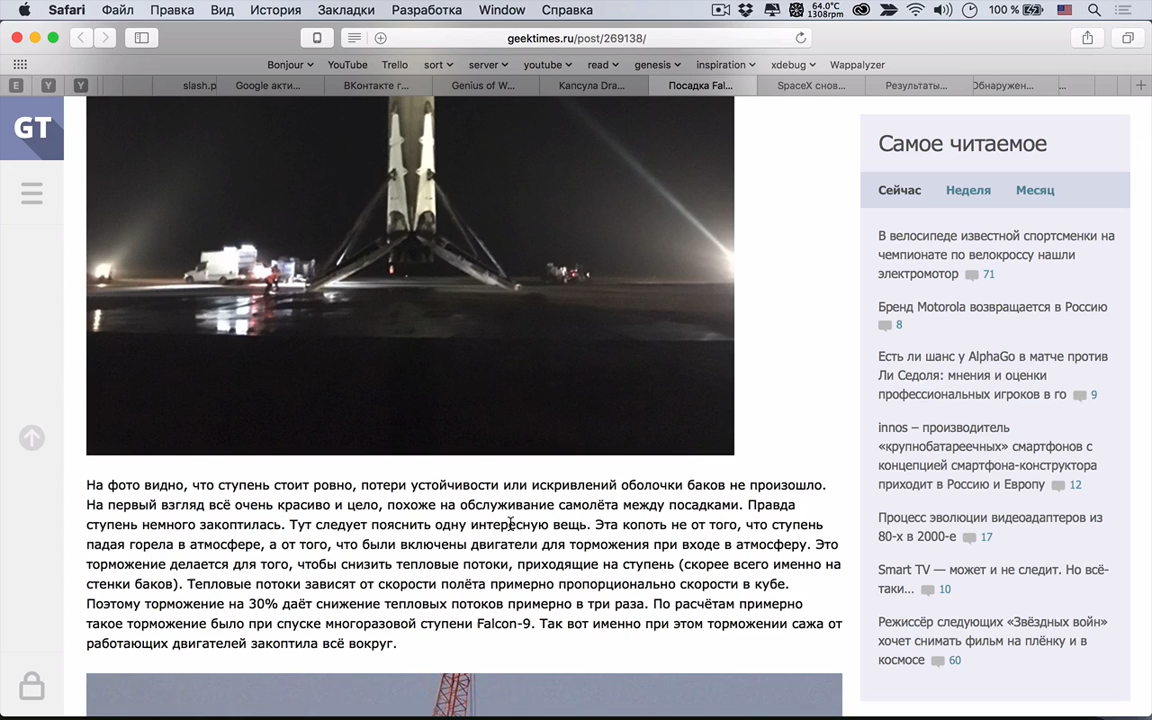 Safari Файл Правка Вид История Закладки Разработка Window Справка 64.0°C 1308rpm 100 %
geektimes.ru/post/269138/
Bonjour YouTube Trello sort server youtube read genesis inspiration xdebug Wappalyzer
E Y Y slash.p Google акти... ВКонтакте г... Genius of W... Капсула Dra... Посадка Fal... SpaceX снов... Результаты... Обнаружен... ...
GT
На фото видно, что ступень стоит ровно, потери устойчивости или искривлений оболочки баков не произошло.
На первый взгляд всё очень красиво и цело, похоже на обслуживание самолёта между посадками. Правда
ступень немного закоптилась. Тут следует пояснить одну интересную вещь. Эта копоть не от того, что ступень
падая горела в атмосфере, а от того, что были включены двигатели для торможения при входе в атмосферу. Это
торможение делается для того, чтобы снизить тепловые потоки, приходящие на ступень (скорее всего именно на
стенки баков). Тепловые потоки зависят от скорости полёта примерно пропорционально скорости в кубе.
Поэтому торможение на 30% даёт снижение тепловых потоков примерно в три раза. По расчётам примерно
такое торможение было при спуске многоразовой ступени Falcon-9. Так вот именно при этом торможении сажа от
работающих двигателей закоптила всё вокруг.
Самое читаемое
Сейчас Неделя Месяц
В велосипеде известной спортсменки на
чемпионате по велокроссу нашли
электромотор 71
Бренд Motorola возвращается в Россию
8
Есть ли шанс у AlphaGo в матче против
Ли Седоля: мнения и оценки
профессиональных игроков в го 9
innos – производитель
«крупнобатареечных» смартфонов с
концепцией смартфона-конструктора
приходит в Россию и Европу 12
Процесс эволюции видеоадаптеров из
80-х в 2000-е 17
Smart TV — может и не следит. Но всё-
таки... 10
Режиссёр следующих «Звёздных войн»
хочет снимать фильм на плёнку и в
космосе 60